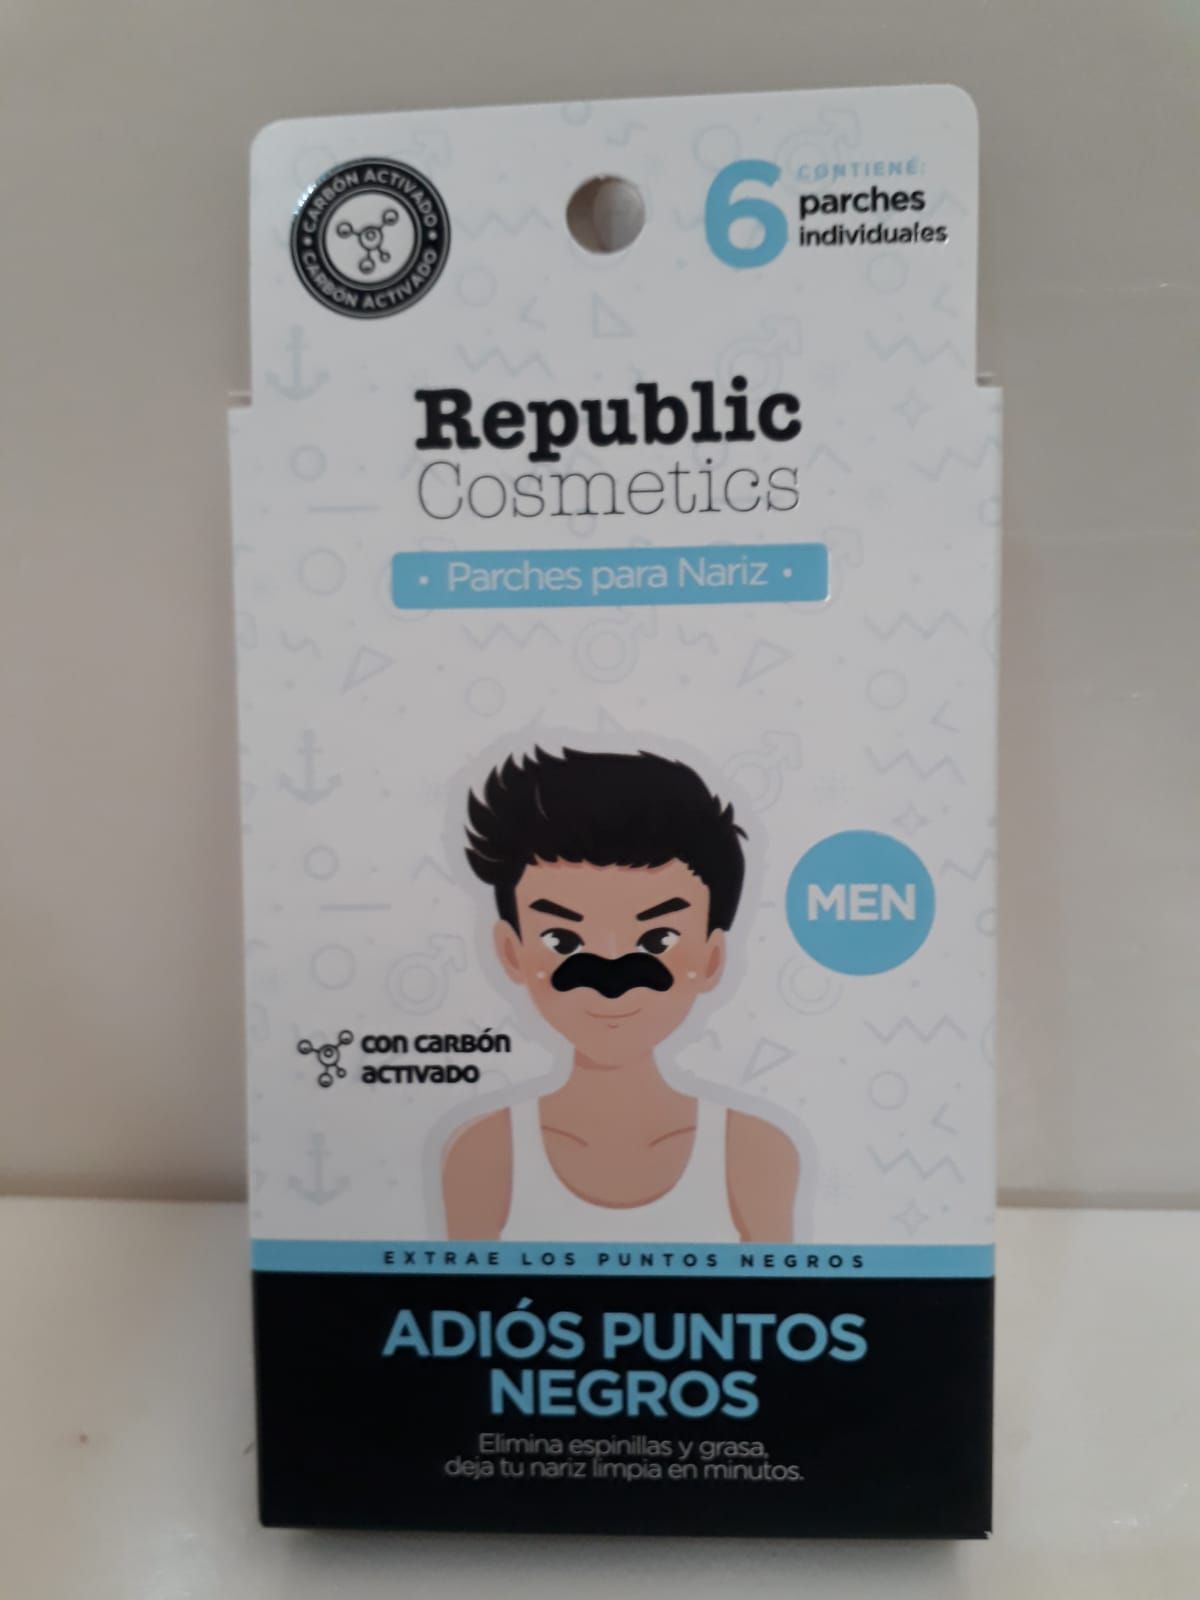 CARBÓN ACTIVADO
CARBÓN ACTIVADO
6
CONTIENE:
parches
individuales
Republic
Cosmetics
• Parches para Nariz •
MEN
con carbón
activado
EXTRAE LOS PUNTOS NEGROS
ADIÓS PUNTOS
NEGROS
Elimina espinillas y grasa,
deja tu nariz limpia en minutos.